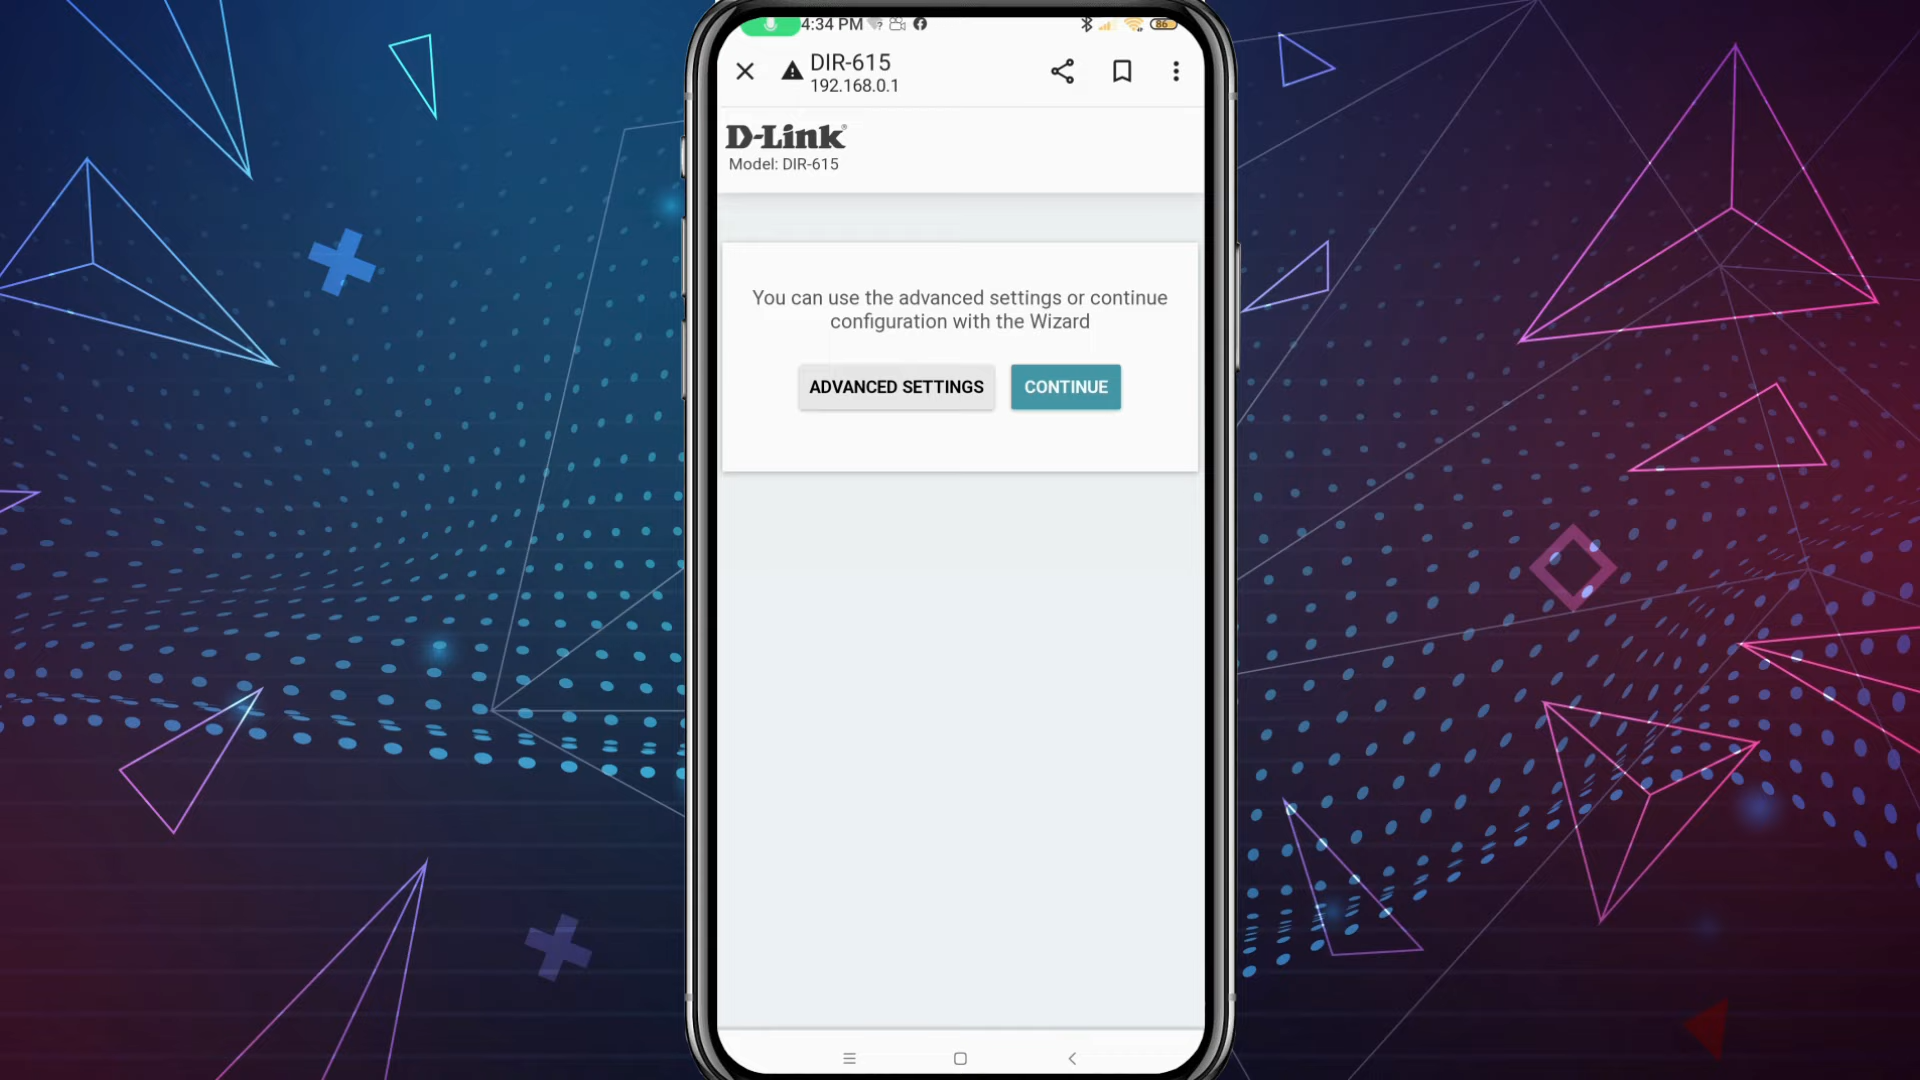 4:34 PM
86
DIR-615
192.168.0.1
D-Link®
Model: DIR-615
You can use the advanced settings or continue
configuration with the Wizard
ADVANCED SETTINGS
CONTINUE